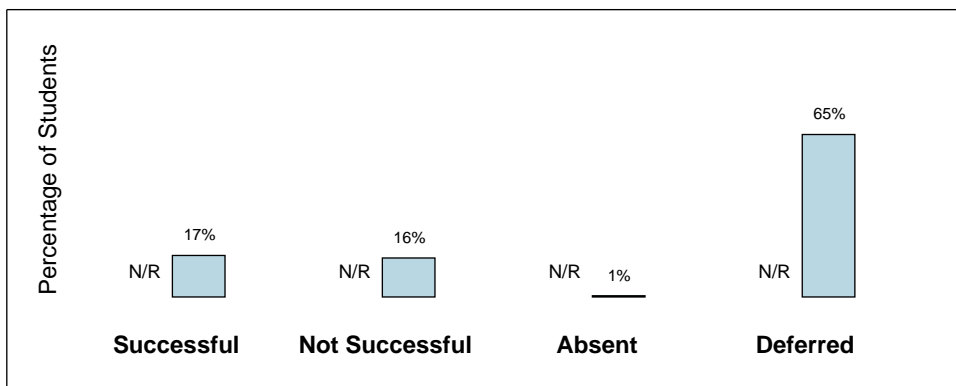 Percentage of Students
65%
17%
16%
N/R
N/R
N/R
1%
N/R
Successful
Not Successful
Absent
Deferred